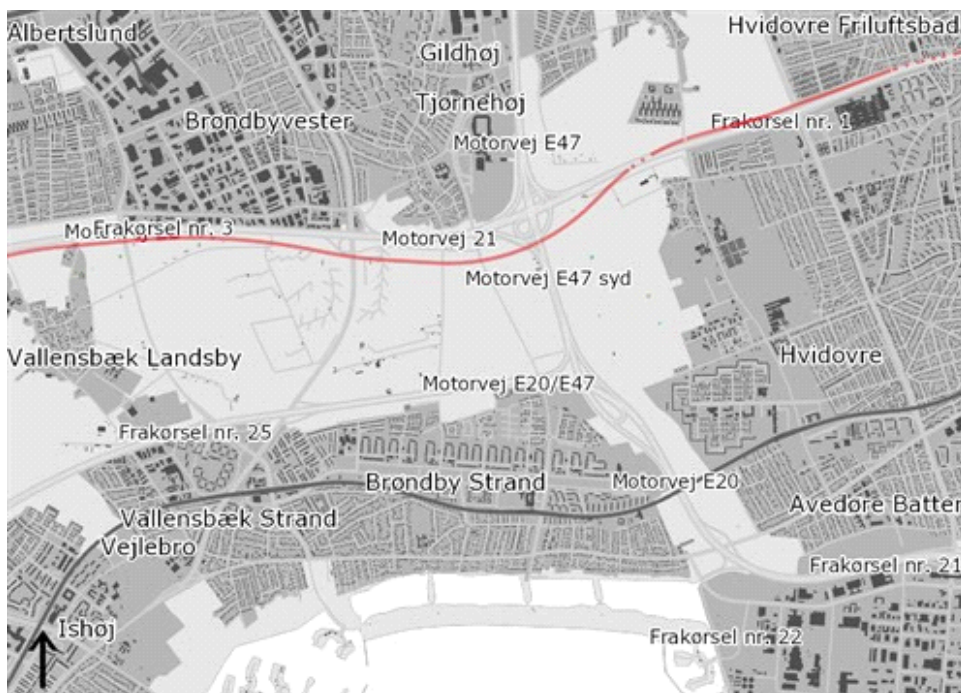 Albertslund
Hvidovre Friluftsbad
Gildhøj
Tjørnehøj
Brøndbyvester
Frakørsel nr. 1
Motorvej E47
Frakørsel nr. 3
Motorvej 21
Motorvej E47 syd
Vallensbæk Landsby
Hvidovre
Motorvej E20/E47
Frakørsel nr. 25
Brøndby Strand
Motorvej E20
Avedøre Batter
Vallensbæk Strand
Vejlebro
Frakørsel nr. 21
Ishøj
Frakørsel nr. 22